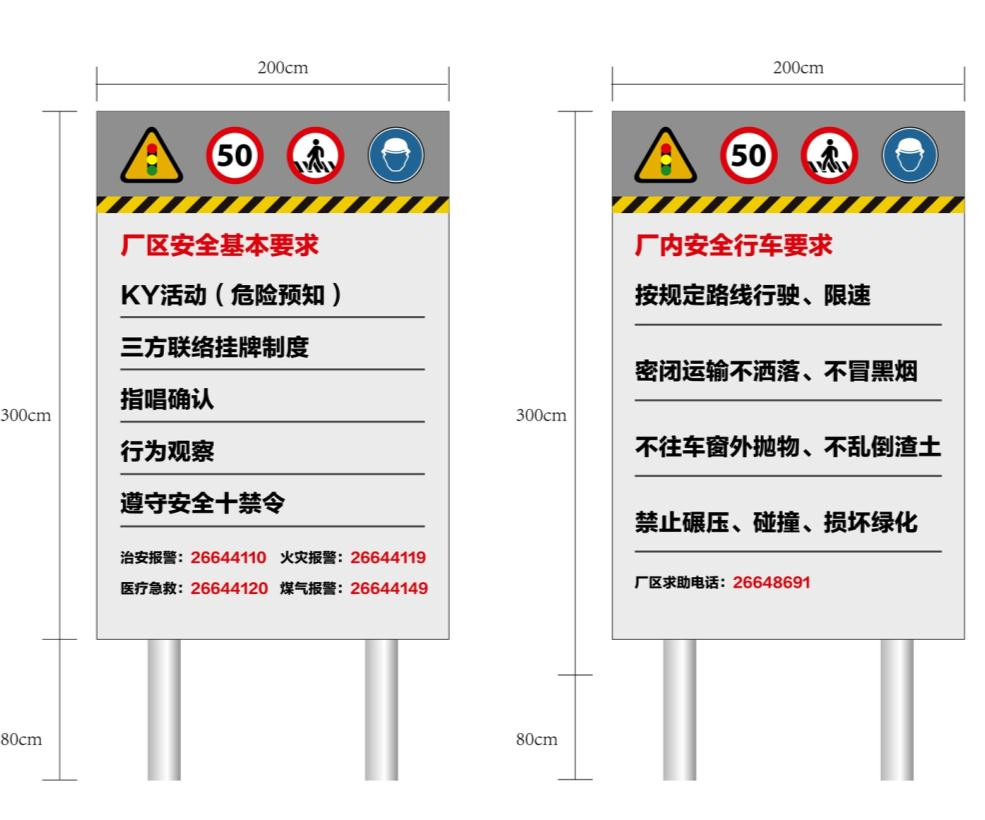 200cm
50
厂区安全基本要求
KY活动（危险预知）
三方联络挂牌制度
指唱确认
行为观察
遵守安全十禁令
治安报警：26644110 火灾报警：26644119
医疗急救：26644120 煤气报警：26644149
300cm
80cm
200cm
50
厂内安全行车要求
按规定路线行驶、限速
密闭运输不洒落、不冒黑烟
不往车窗外抛物、不乱倒渣土
禁止碾压、碰撞、损坏绿化
厂区求助电话：26648691
300cm
80cm